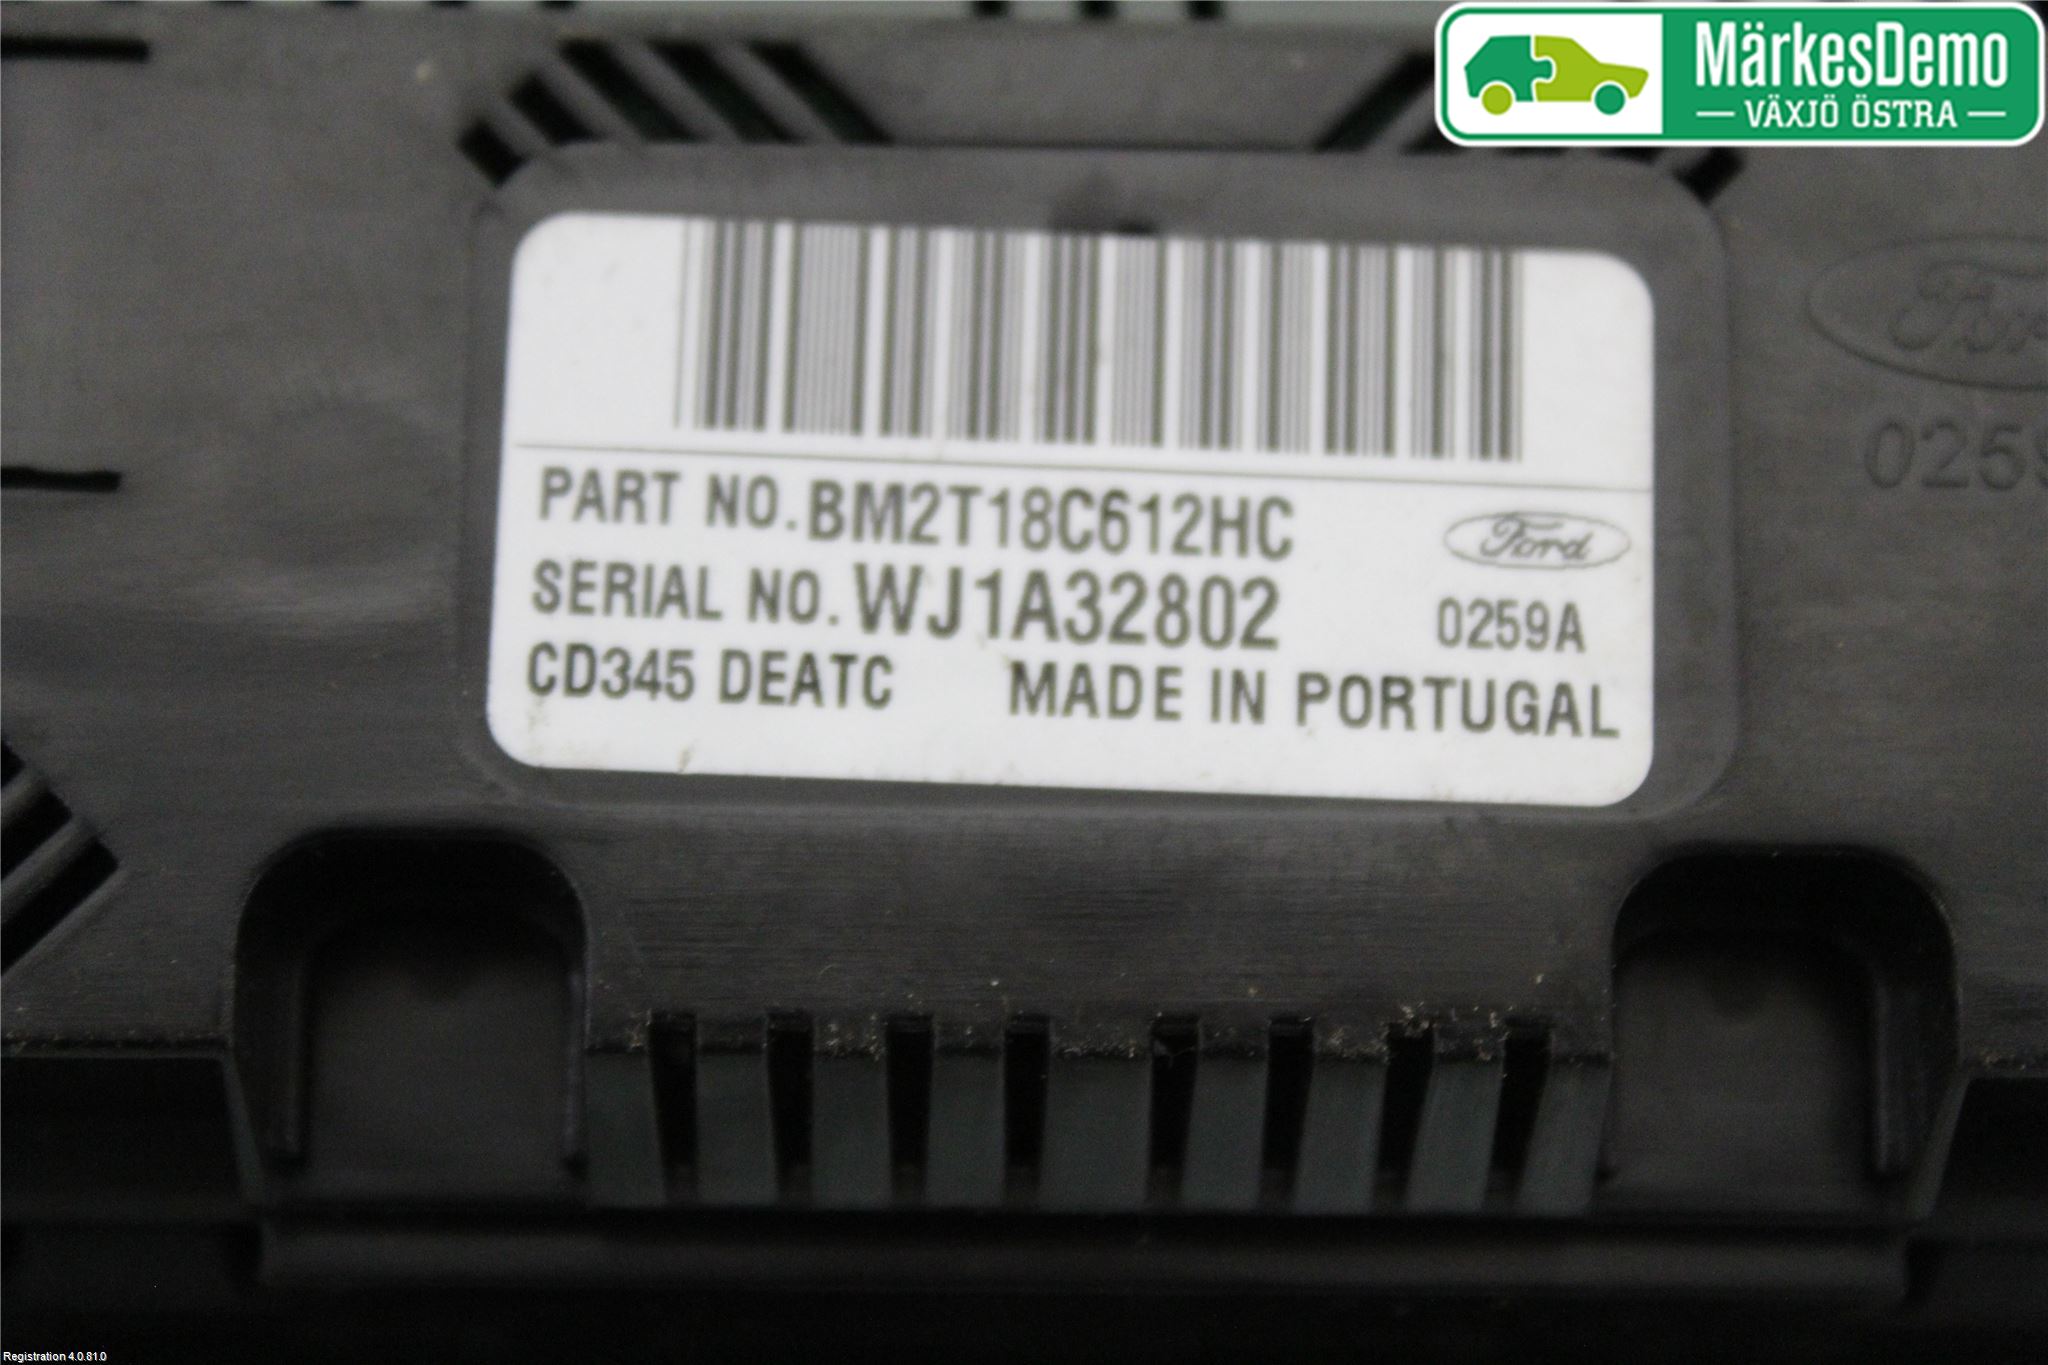 MärkesDemo
VÄXJÖ ÖSTRA
Ford
0259
PART NO. BM2T18C612HC
Ford
SERIAL NO. WJ1A32802
0259A
CD345 DEATC MADE IN PORTUGAL
Registration 4.0.81.0